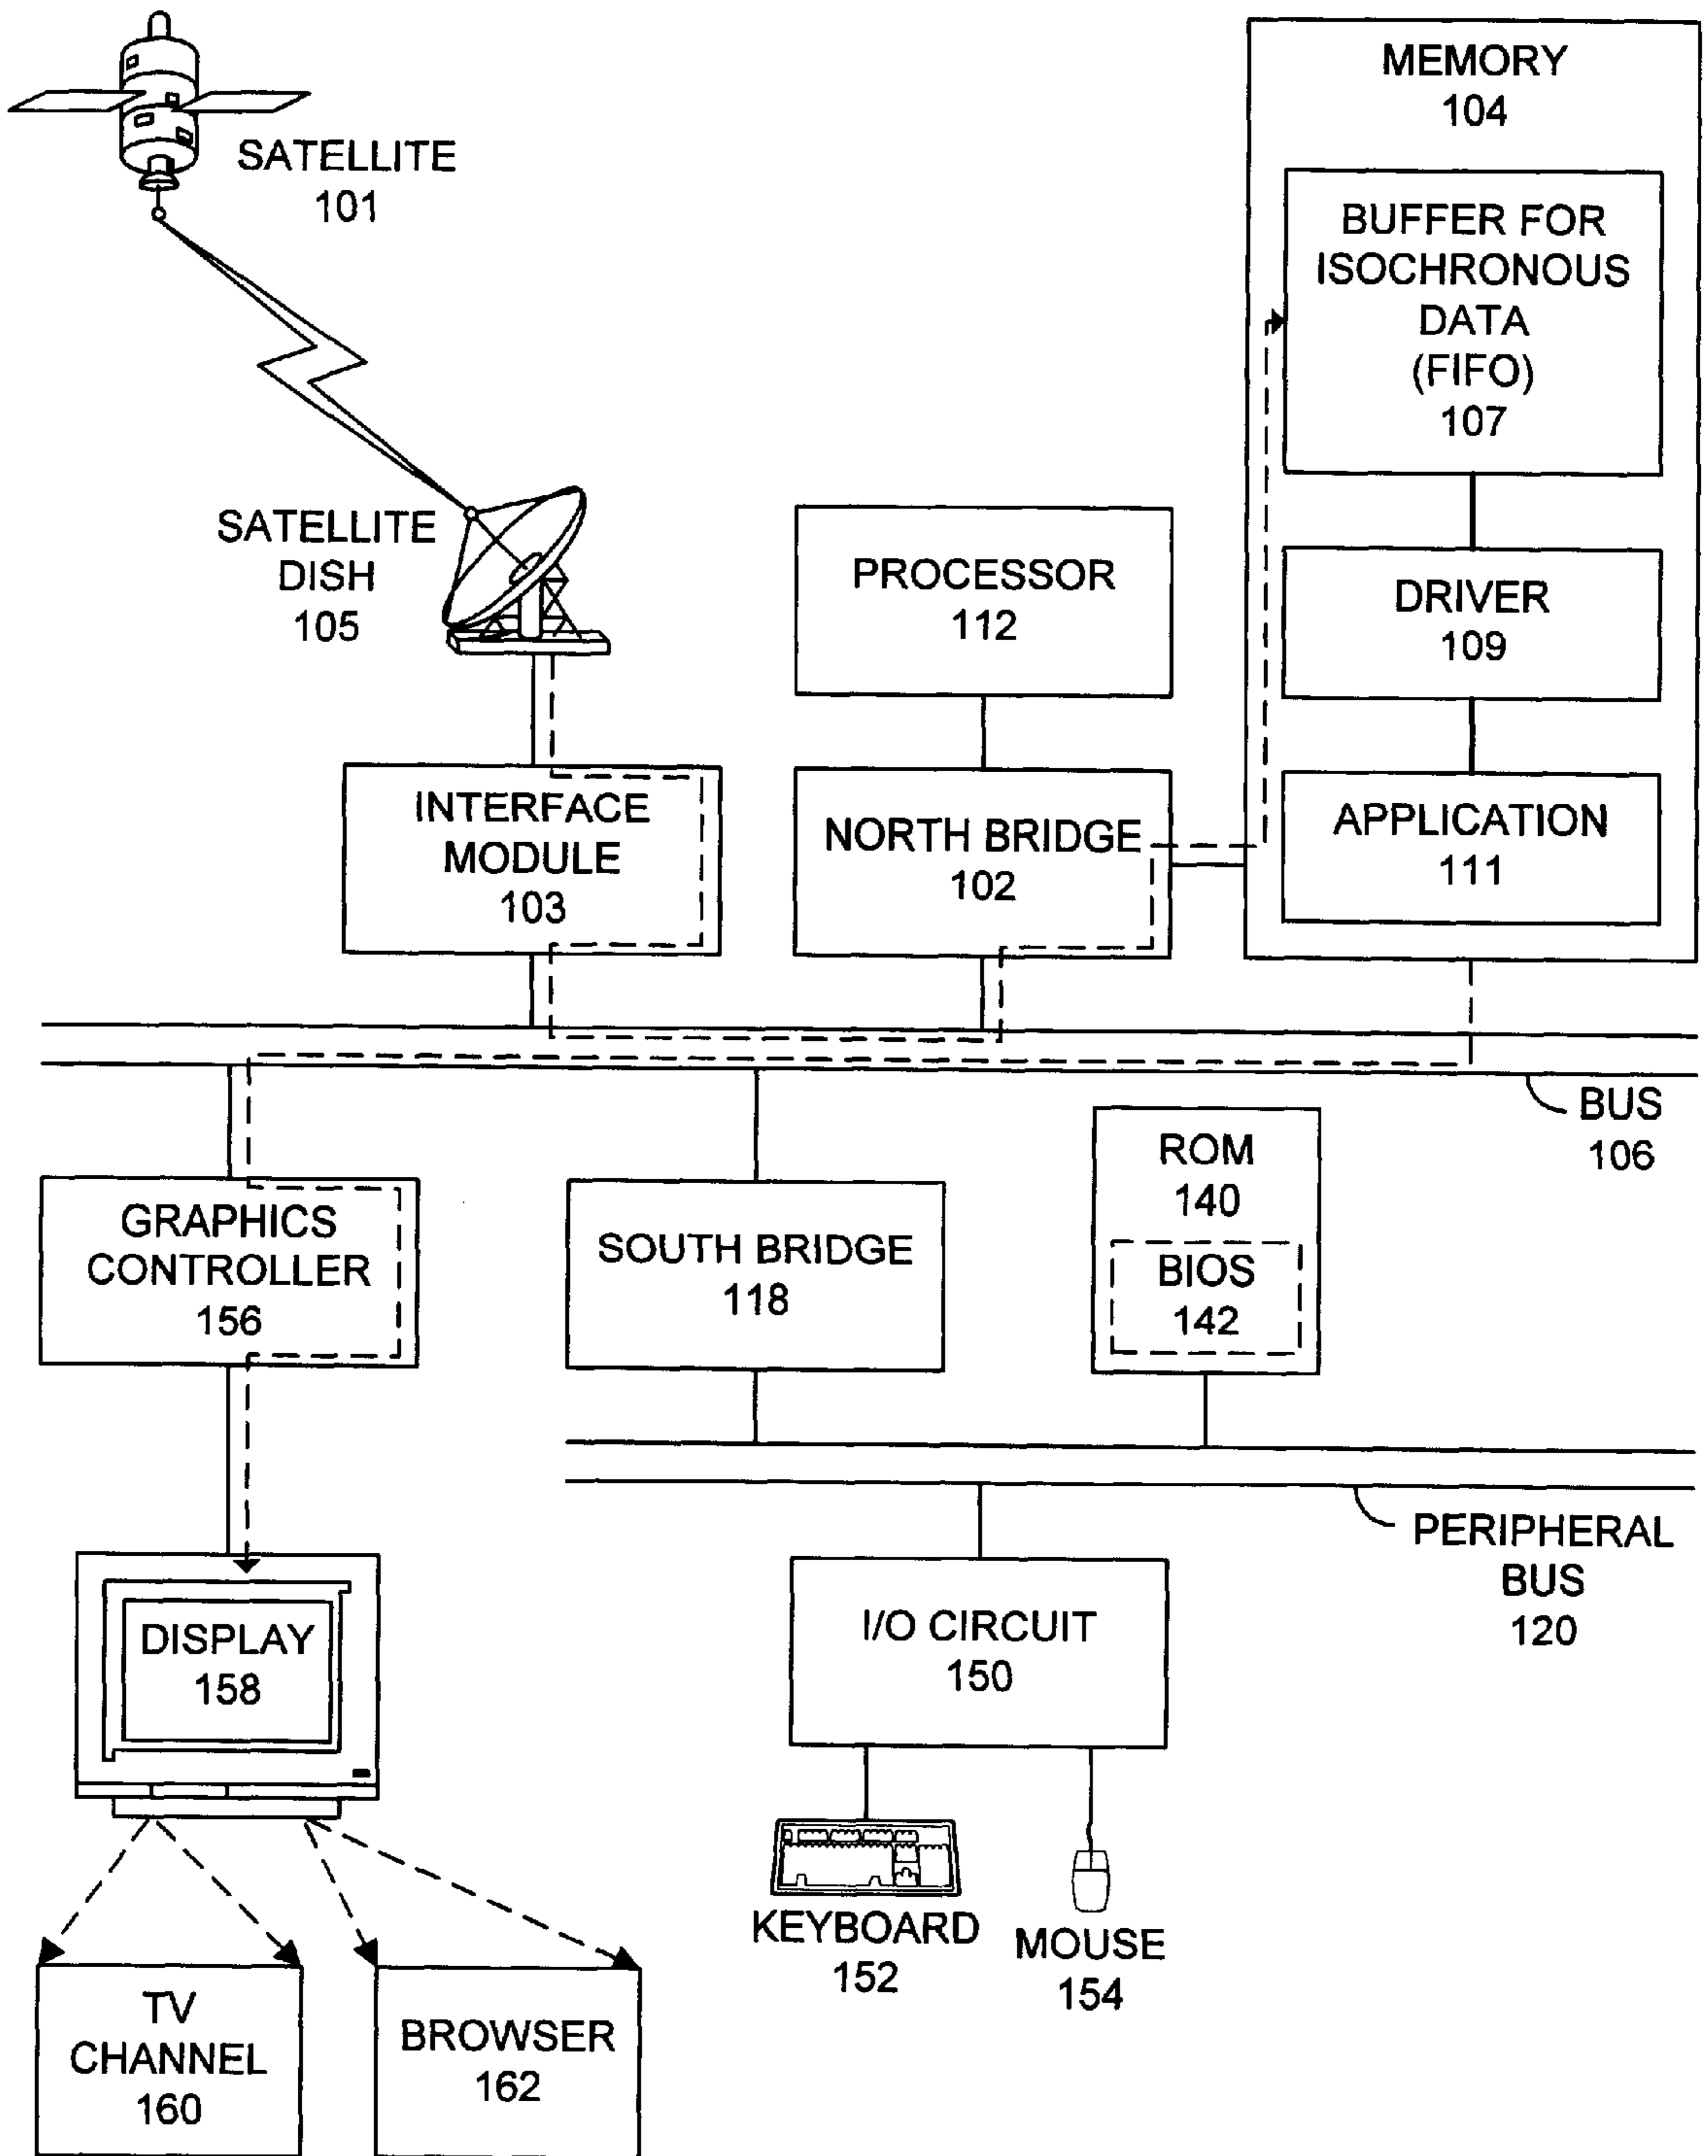 SATELLITE
101
MEMORY
104
BUFFER FOR
ISOCHRONOUS
DATA
(FIFO)
107
SATELLITE
DISH
105
PROCESSOR
112
DRIVER
109
INTERFACE
MODULE
103
NORTH BRIDGE
102
APPLICATION
111
BUS
106
GRAPHICS
CONTROLLER
156
SOUTH BRIDGE
118
ROM
140
BIOS
142
PERIPHERAL
BUS
120
DISPLAY
158
I/O CIRCUIT
150
KEYBOARD
152
MOUSE
154
TV
CHANNEL
160
BROWSER
162